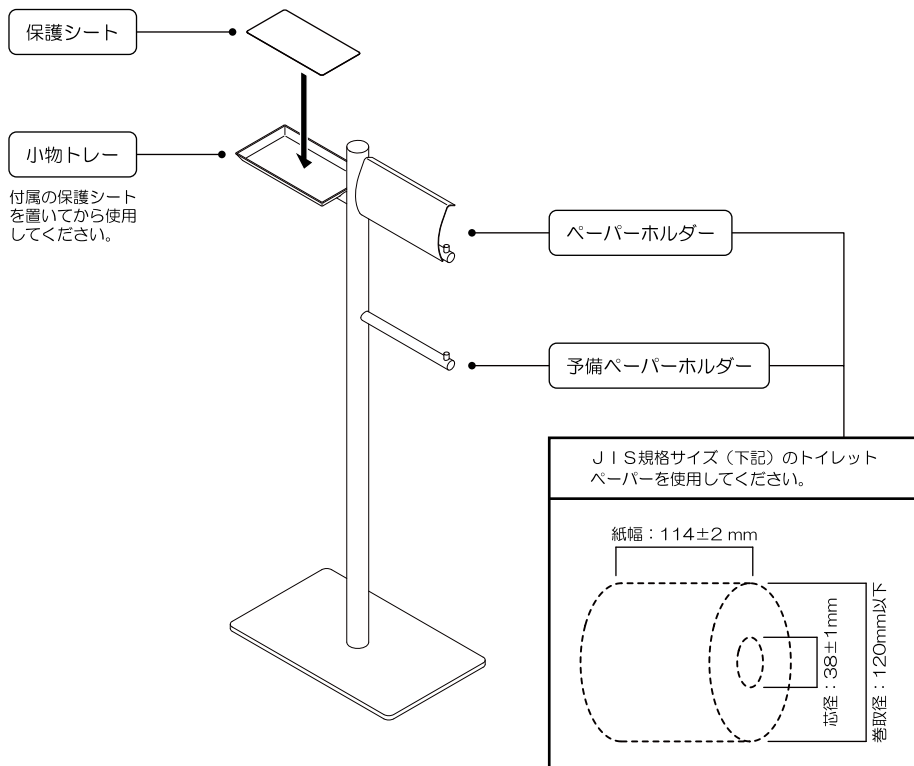 保護シート
小物トレー
付属の保護シート
を置いてから使用
してください。
ペーパーホルダー
予備ペーパーホルダー
ＪＩＳ規格サイズ（下記）のトイレット
ペーパーを使用してください。
紙幅：114±2 mm
芯径：38±1mm
巻取径：120mm以下